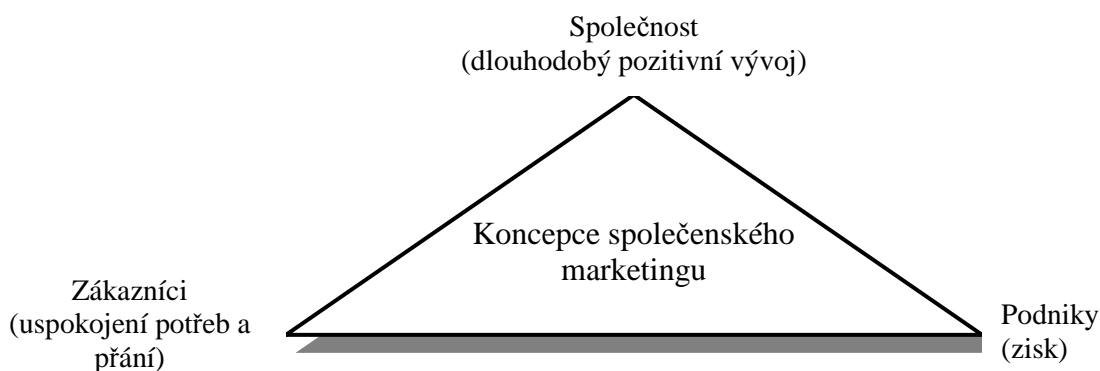 Společnost
(dlouhodobý pozitivní vývoj)
Koncepce společenského
marketingu
Zákazníci
(uspokojení potřeb a
přání)
Podniky
(zisk)